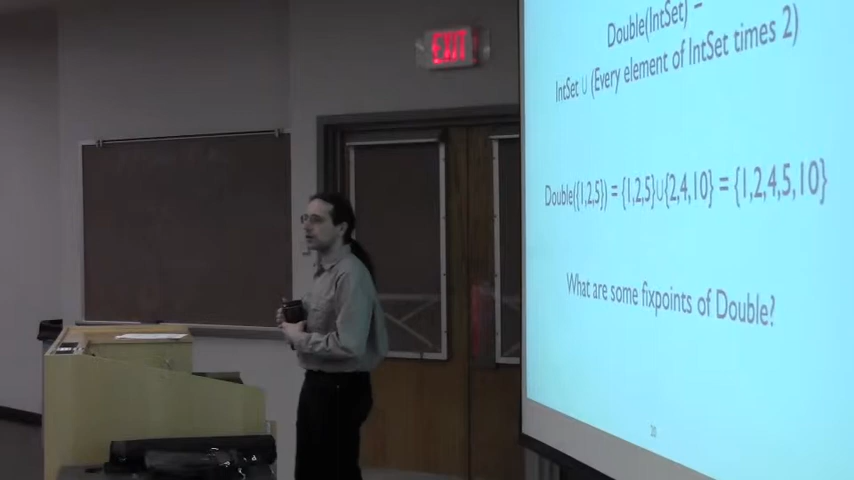 EXIT
Double(IntSet) =
IntSet ∪ (Every element of IntSet times 2)
Double({1,2,5}) = {1,2,5}∪{2,4,10} = {1,2,4,5,10}
What are some fixpoints of Double?